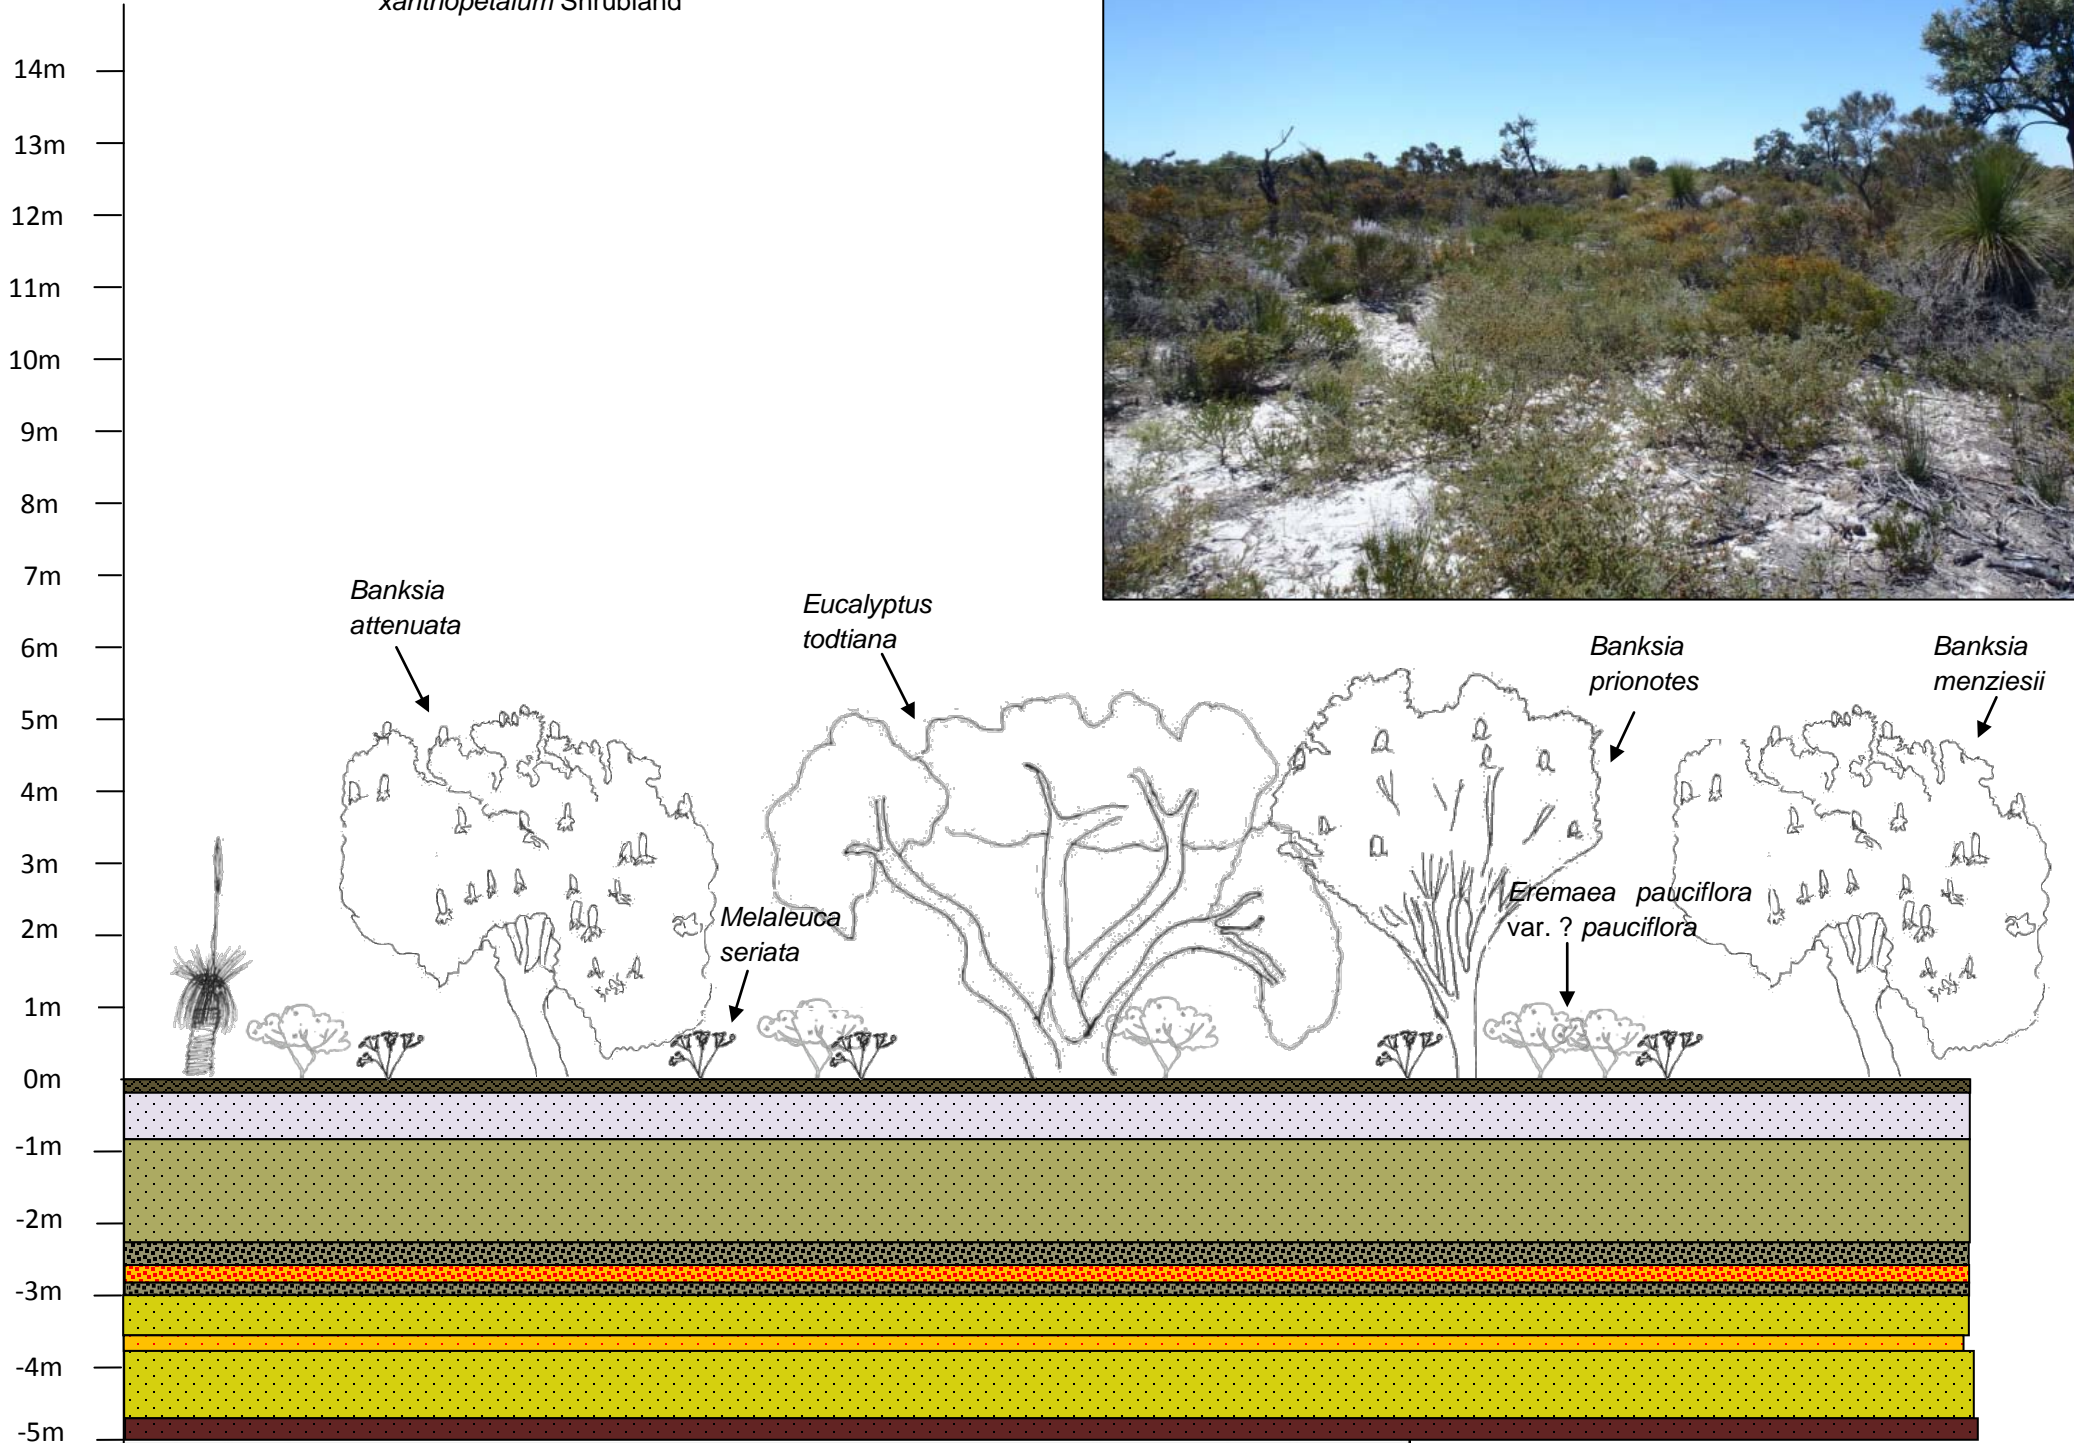 xanthopetalum Shrubland
14m
13m
12m
11m
10m
9m
8m
7m
6m
5m
4m
3m
2m
1m
0m
-1m
-2m
-3m
-4m
-5m
Banksia
attenuata
Eucalyptus
todtiana
Banksia
prionotes
Banksia
menziesii
Melaleuca
seriata
Eremaea pauciflora
var. ? pauciflora